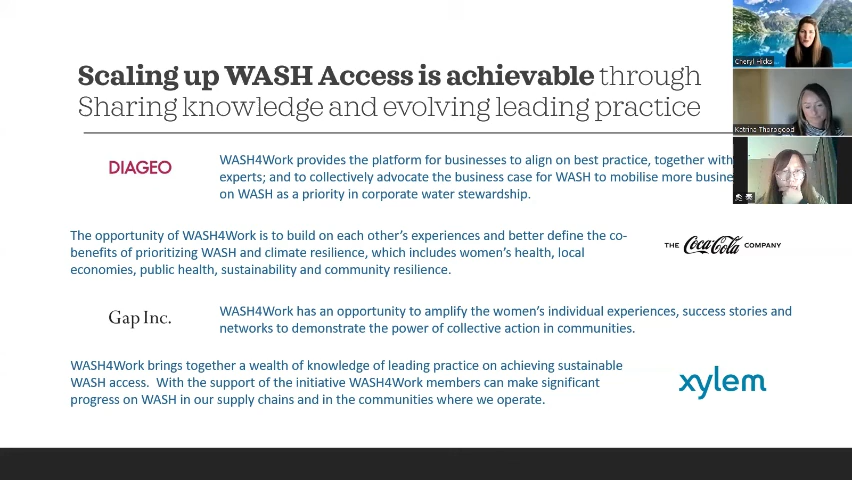 Scaling up WASH Access is achievable through
Sharing knowledge and evolving leading practice
DIAGEO
WASH4Work provides the platform for businesses to align on best practice, together with
experts; and to collectively advocate the business case for WASH to mobilise more busine
on WASH as a priority in corporate water stewardship.
The opportunity of WASH4Work is to build on each other's experiences and better define the co-
benefits of prioritizing WASH and climate resilience, which includes women's health, local
economies, public health, sustainability and community resilience.
THE Coca-Cola COMPANY
Gap Inc.
WASH4Work has an opportunity to amplify the women's individual experiences, success stories and
networks to demonstrate the power of collective action in communities.
WASH4Work brings together a wealth of knowledge of leading practice on achieving sustainable
WASH access. With the support of the initiative WASH4Work members can make significant
progress on WASH in our supply chains and in the communities where we operate.
xylem
Cheryl Hicks
Katrina Thorogood